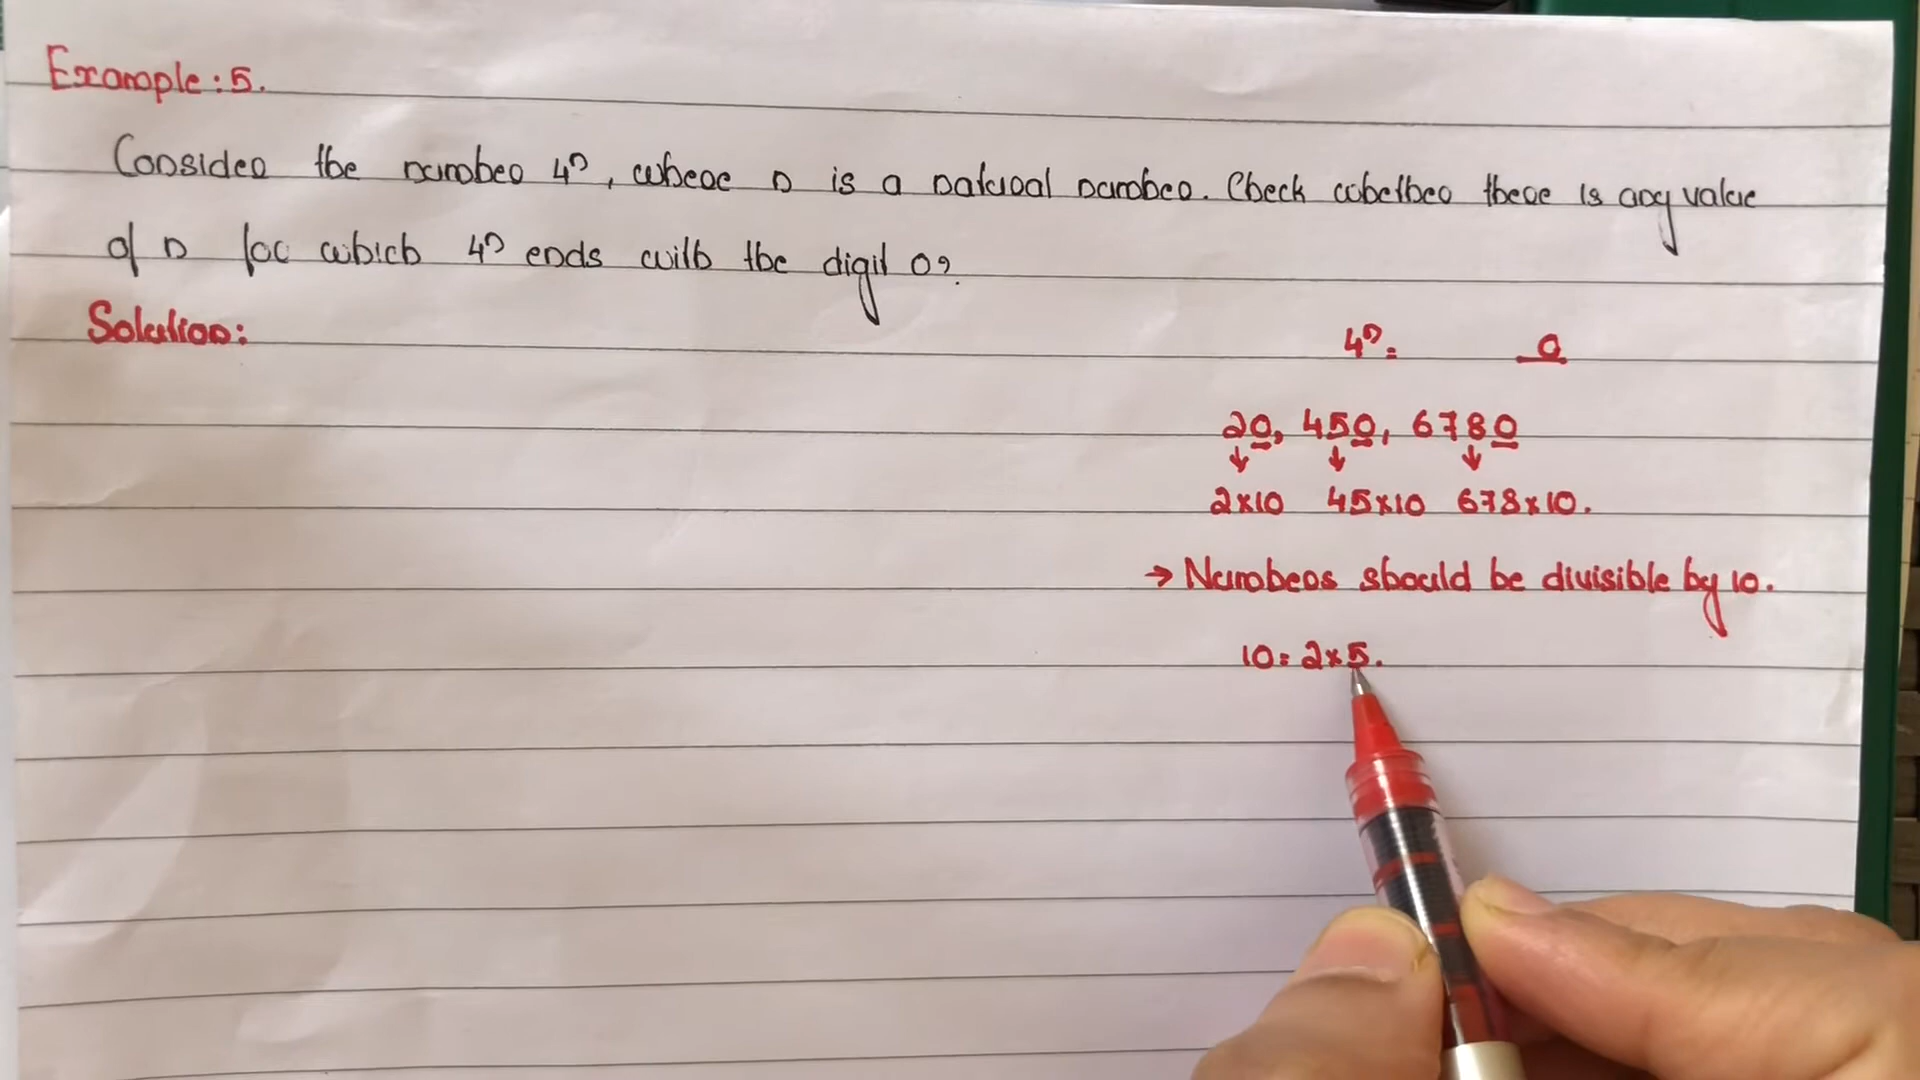 Example: 5.
Consider the number 4ⁿ, where n is a natural number. Check whether there is any value
of n for which 4ⁿ ends with the digit 0?
Solution:
4ⁿ = 0
20, 450, 6780
↓ ↓ ↓
2×10 45×10 678×10.
→ Numbers should be divisible by 10.
10 = 2×5.